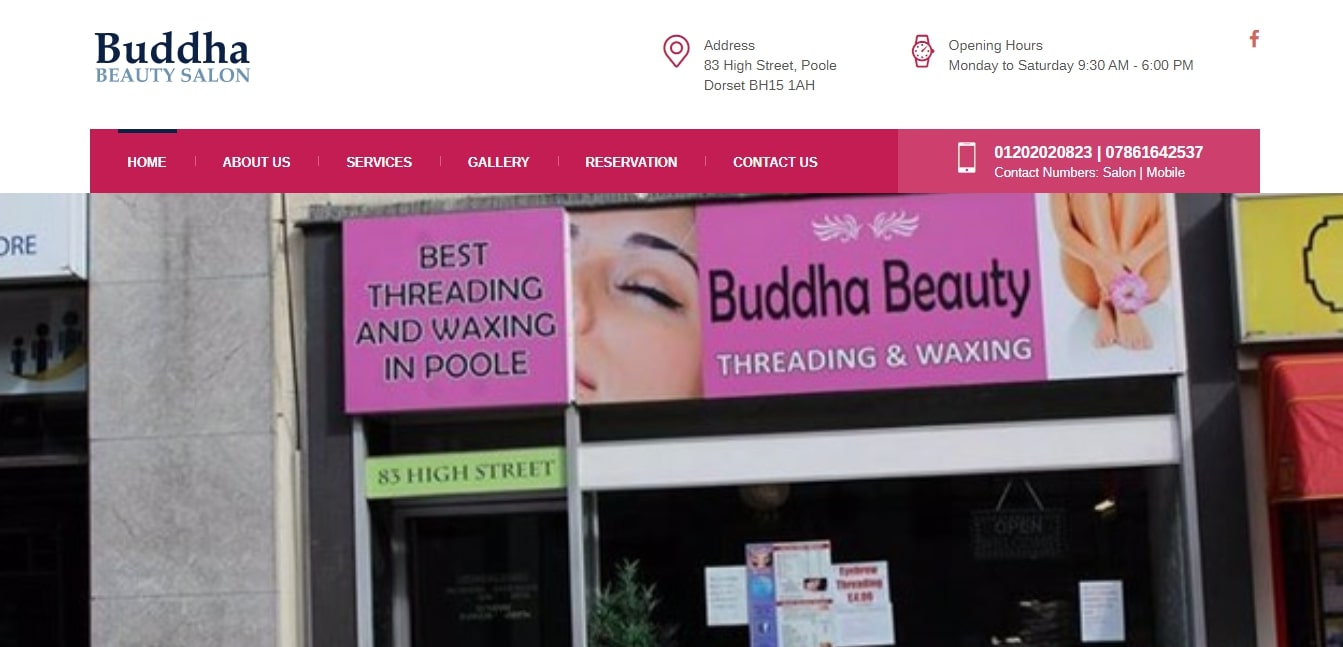 Buddha
BEAUTY SALON
Address
83 High Street, Poole
Dorset BH15 1AH
Opening Hours
Monday to Saturday 9:30 AM - 6:00 PM
HOME
ABOUT US
SERVICES
GALLERY
RESERVATION
CONTACT US
01202020823 | 07861642537
Contact Numbers: Salon | Mobile
ORE
BEST
THREADING
AND WAXING
IN POOLE
Buddha Beauty
THREADING & WAXING
83 HIGH STREET
OPEN
Eyebrow
Threading
£4.00